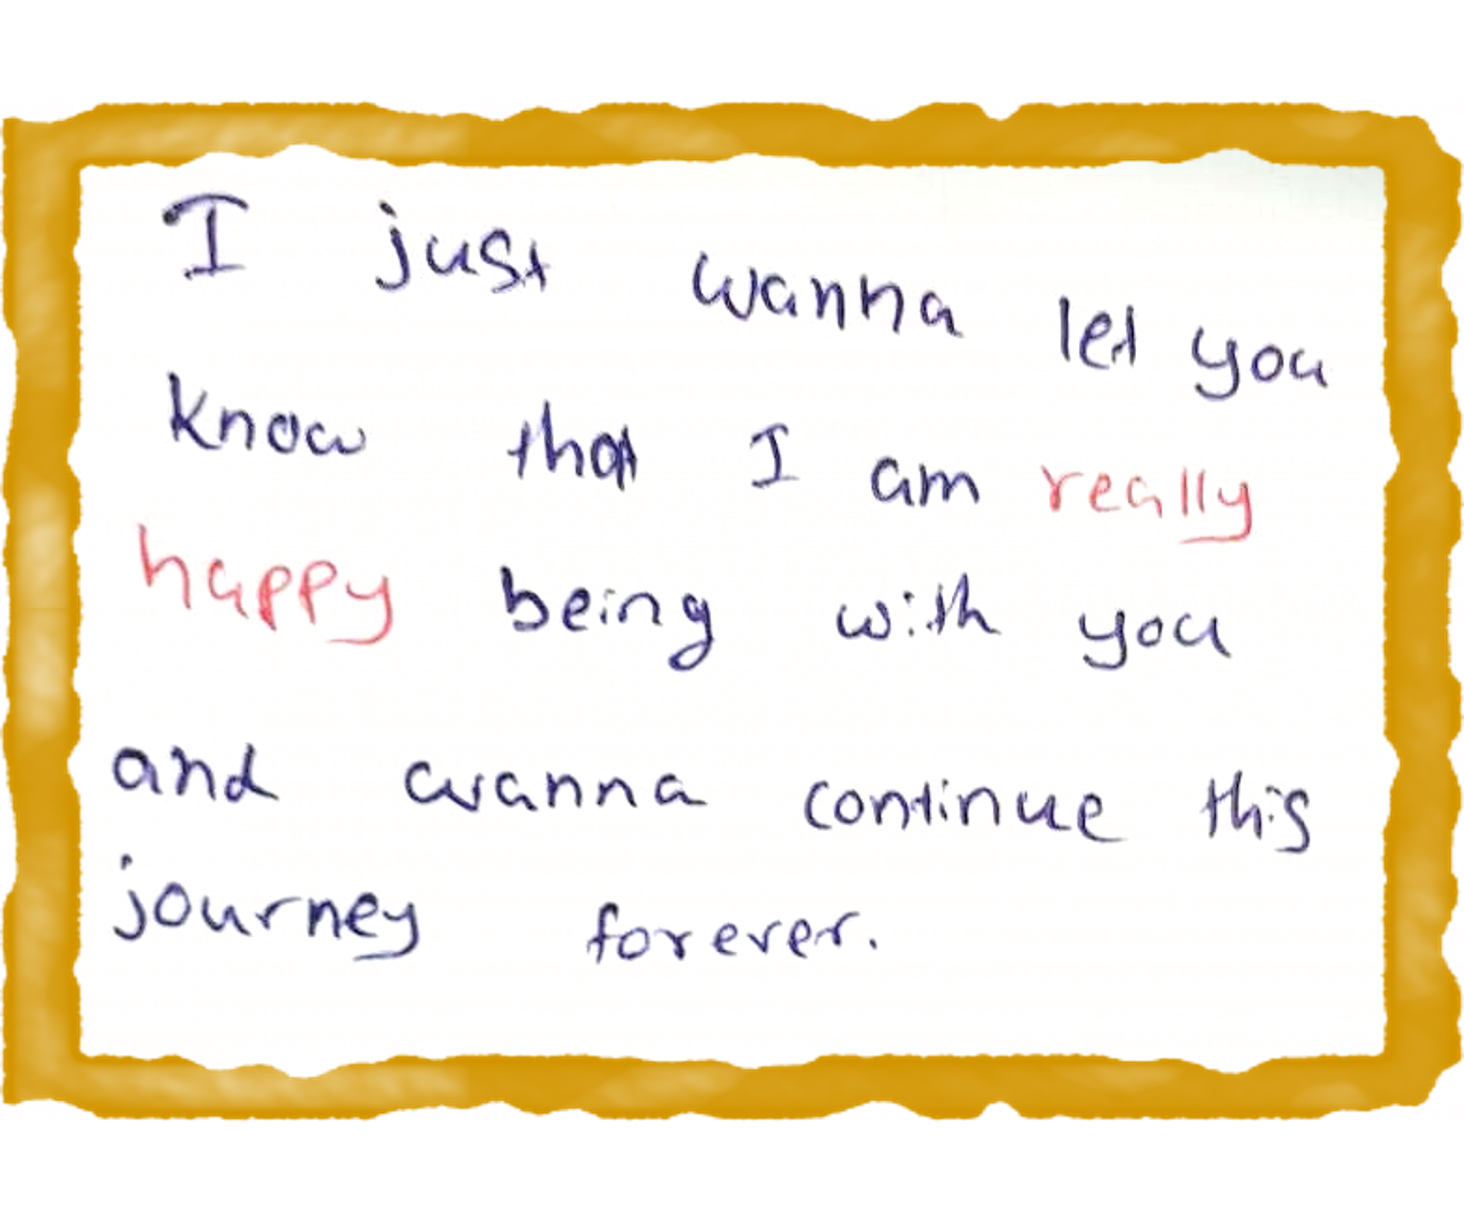 I just wanna let you
know that I am really
happy being with you
and wanna continue this
journey forever.